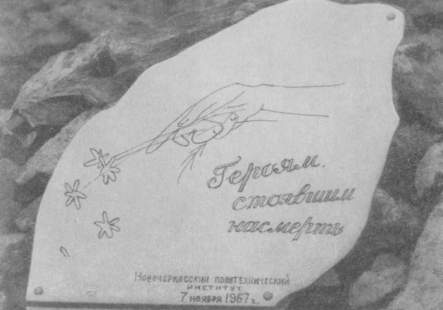 Героям,
стоявшим
насмерть
Новочеркасский политехнический
институт
7 ноября 1967 г.